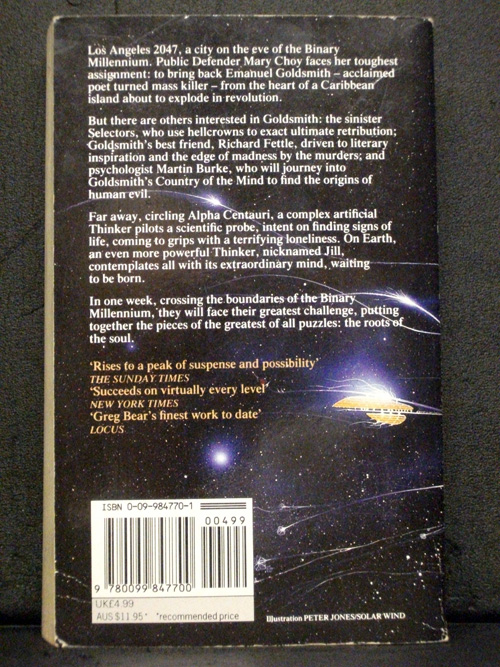 Los Angeles 2047, a city on the eve of the Binary
Millennium. Public Defender Mary Choy faces her toughest
assignment: to bring back Emanuel Goldsmith – acclaimed
poet turned mass killer – from the heart of a Caribbean
island about to explode in revolution.
But there are others interested in Goldsmith: the sinister
Selectors, who use hellcrowns to exact ultimate retribution;
Goldsmith's best friend, Richard Fettle, driven to literary
inspiration and the edge of madness by the murders; and
psychologist Martin Burke, who will journey into
Goldsmith's Country of the Mind to find the origins of
human evil.
Far away, circling Alpha Centauri, a complex artificial
Thinker pilots a scientific probe, intent on finding signs of
life, coming to grips with a terrifying loneliness. On Earth,
an even more powerful Thinker, nicknamed Jill,
contemplates all with its extraordinary mind, waiting
to be born.
In one week, crossing the boundaries of the Binary
Millennium, they will face their greatest challenge, putting
together the pieces of the greatest of all puzzles: the roots of
the soul.
'Rises to a peak of suspense and possibility'
THE SUNDAY TIMES
'Succeeds on virtually every level'
NEW YORK TIMES
'Greg Bear's finest work to date'
LOCUS
ISBN 0-09-984770-1
00499
9 780099 847700
UK£4.99
AUS $11.95* *recommended price
Illustration PETER JONES/SOLAR WIND